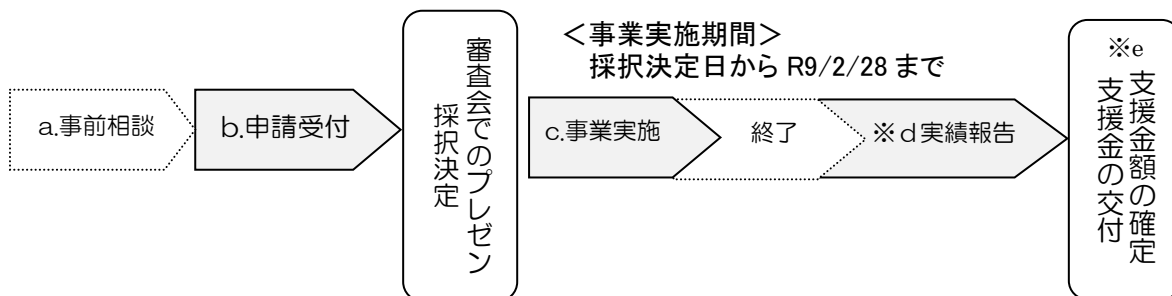 a.事前相談
b.申請受付
審査会でのプレゼン
採択決定
＜事業実施期間＞
採択決定日から R9/2/28 まで
c.事業実施
終了
※ｄ実績報告
※e
支援金額の確定
支援金の交付